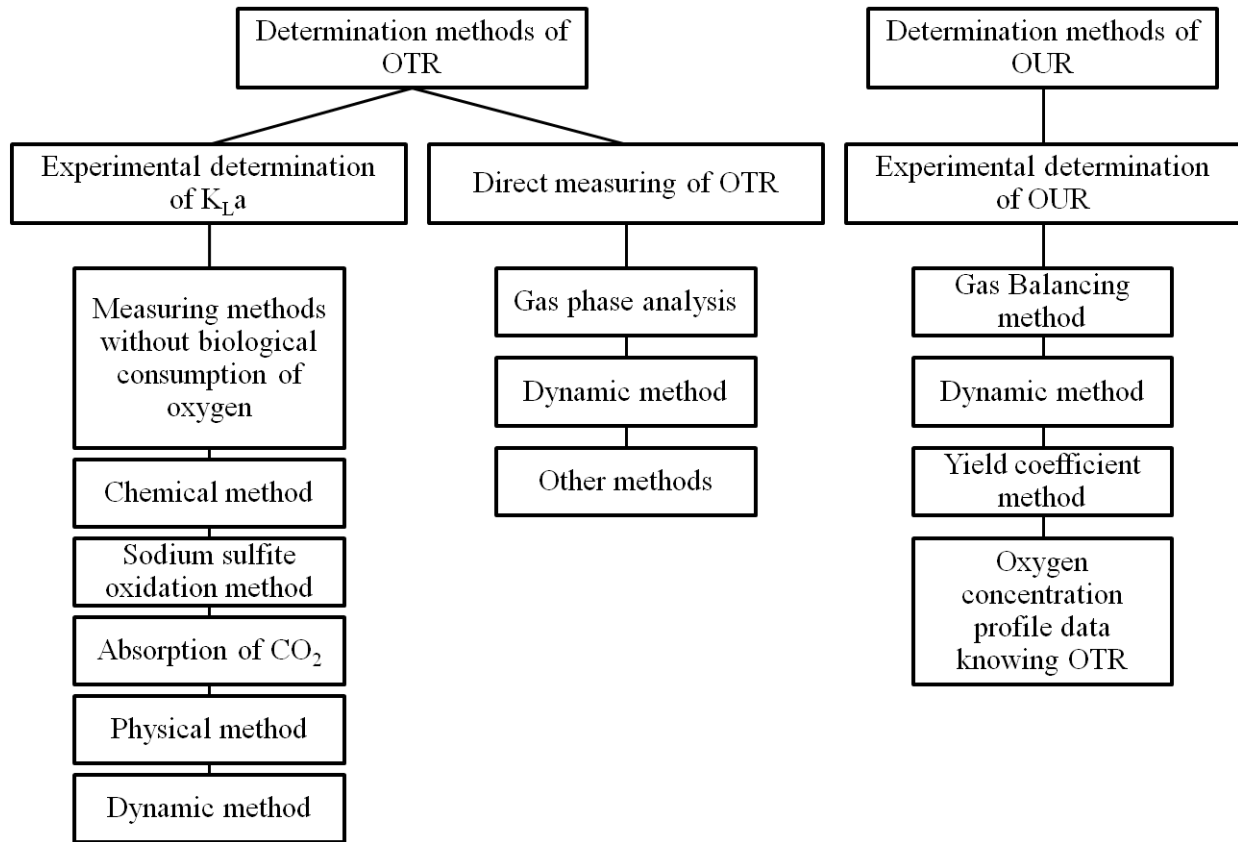 Determination methods of
OTR
Determination methods of
OUR
Experimental determination
of K_La
Direct measuring of OTR
Experimental determination
of OUR
Measuring methods
without biological
consumption of
oxygen
Chemical method
Sodium sulfite
oxidation method
Absorption of CO₂
Physical method
Dynamic method
Gas phase analysis
Dynamic method
Other methods
Gas Balancing
method
Dynamic method
Yield coefficient
method
Oxygen
concentration
profile data
knowing OTR